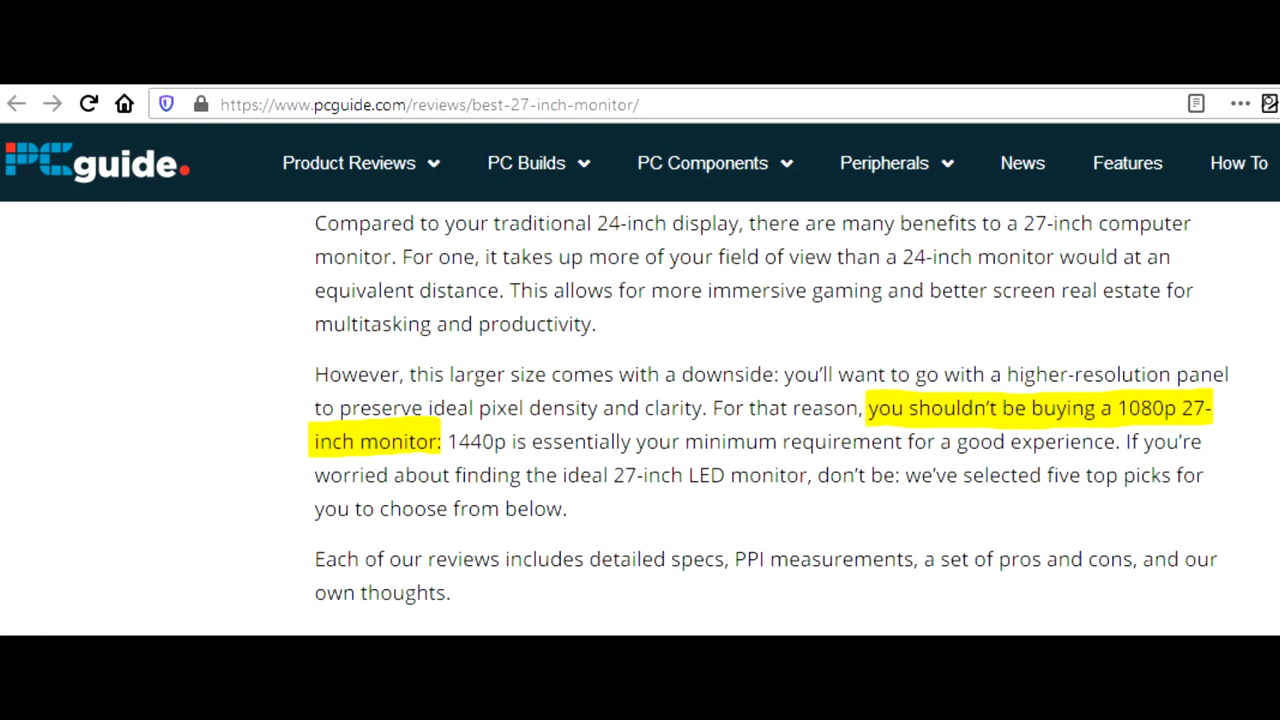 https://www.pcguide.com/reviews/best-27-inch-monitor/
PCguide.
Product Reviews PC Builds PC Components Peripherals News Features How To
Compared to your traditional 24-inch display, there are many benefits to a 27-inch computer
monitor. For one, it takes up more of your field of view than a 24-inch monitor would at an
equivalent distance. This allows for more immersive gaming and better screen real estate for
multitasking and productivity.
However, this larger size comes with a downside: you’ll want to go with a higher-resolution panel
to preserve ideal pixel density and clarity. For that reason, you shouldn’t be buying a 1080p 27-
inch monitor: 1440p is essentially your minimum requirement for a good experience. If you’re
worried about finding the ideal 27-inch LED monitor, don’t be: we’ve selected five top picks for
you to choose from below.
Each of our reviews includes detailed specs, PPI measurements, a set of pros and cons, and our
own thoughts.